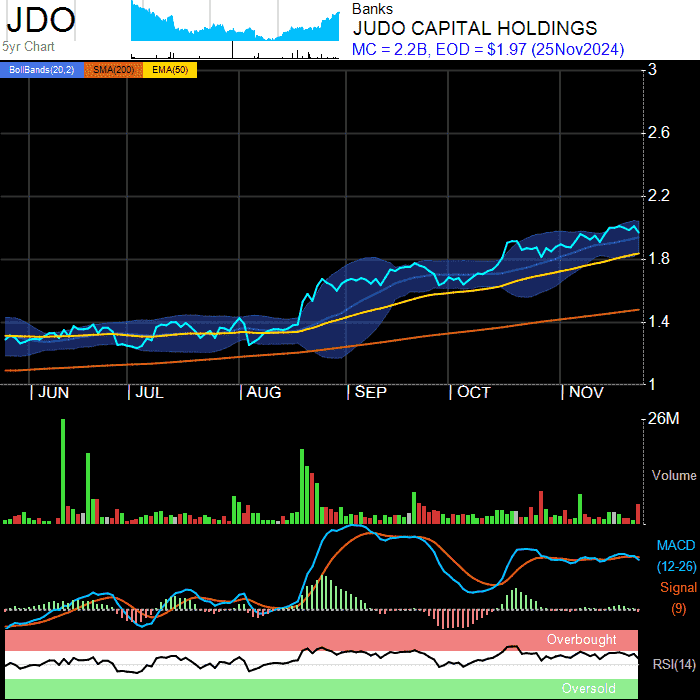 JDO
5yr Chart
Banks
JUDO CAPITAL HOLDINGS
MC = 2.2B, EOD = $1.97 (25Nov2024)
BollBands(20,2) SMA(200) EMA(50)
3
2.6
2.2
1.8
1.4
1
JUN JUL AUG SEP OCT NOV
26M
Volume
MACD
(12-26)
Signal
(9)
Overbought
RSI(14)
Oversold